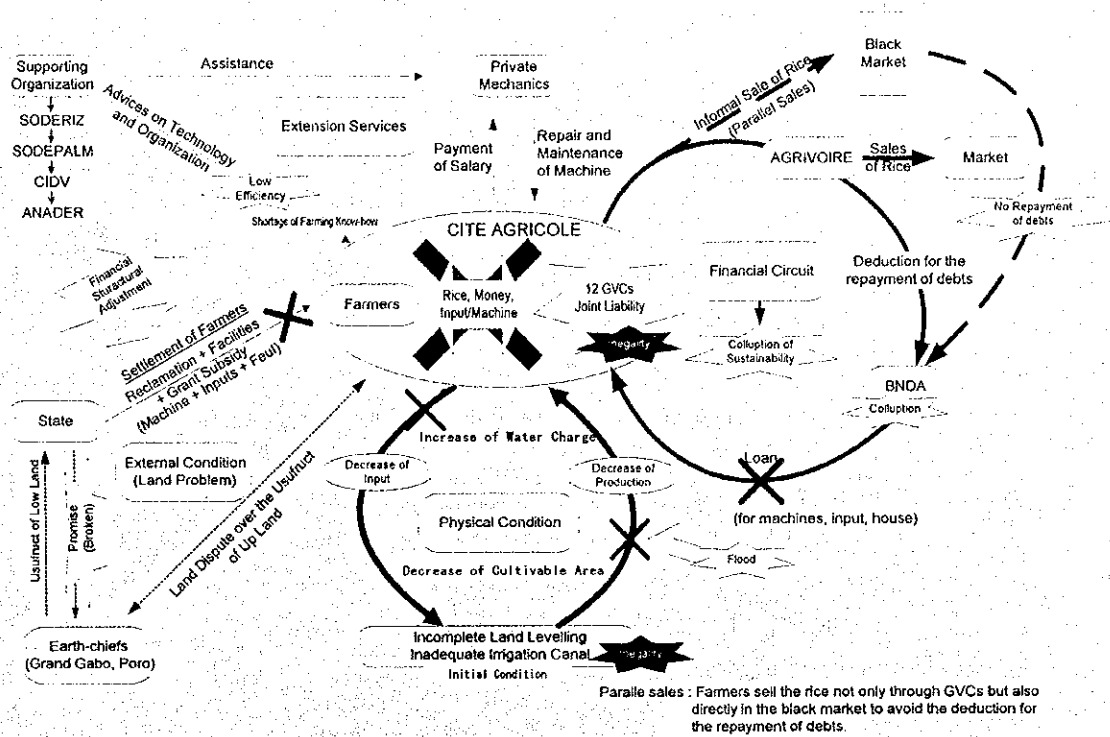 Supporting
Organization
SODERIZ
SODEPALM
CIDV
ANADER
Assistance
Advices on Technology
and Organization
Extension Services
Low
Efficiency
Shortage of Farming Know-how
Private
Mechanics
Payment
of Salary
Repair and
Maintenance
of Machine
Informal Sale of Rice
(Parallel Sales)
Black
Market
AGRIVOIRE
Sales
of Rice
Market
No Repayment
of debts
Deduction for the
repayment of debts
CITE AGRICOLE
Farmers
Rice, Money,
Input/Machine
12 GVCs
Joint Liability
Inegality
Financial Circuit
Colluption of
Sustainability
BNDA
Colluption
Loan
(for machines, input, house)
Financial
Sturactural
Adjustment
Settlement of Farmers
Reclamation + Facilities
+ Grant Subsidy
(Machine + Inputs + Feul)
State
External Condition
(Land Problem)
Usufruct of Low Land
Promise
(Broken)
Land Dispute over the Usufruct
of Up Land
Earth-chiefs
(Grand Gabo, Poro)
Increase of Water Charge
Decrease of
Input
Decrease of
Production
Physical Condition
Decrease of Cultivable Area
Flood
Incomplete Land Levelling
Inadequate Irrigation Canal
Inegality
Initial Condition
Paralle sales : Farmers sell the rice not only through GVCs but also
directly in the black market to avoid the deduction for
the repayment of debts.